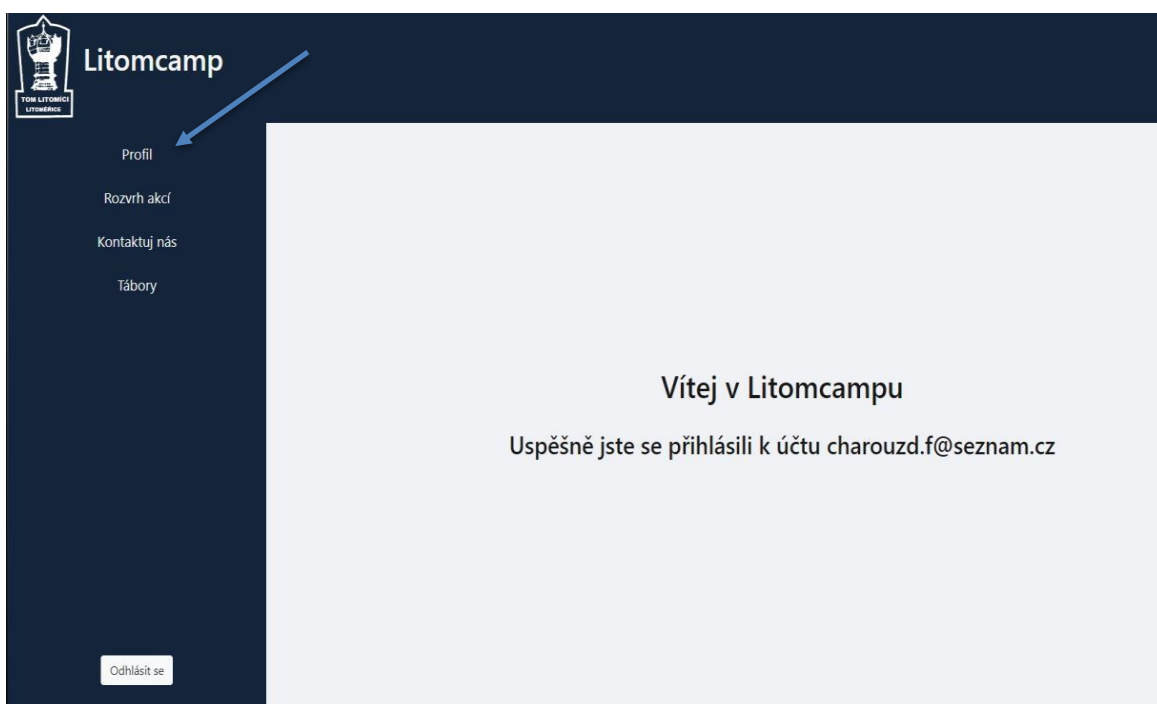 TOM LITOMÍCI
LITOMĚŘICE
Litomcamp
Profil
Rozvrh akcí
Kontaktuj nás
Tábory
Vítej v Litomcampu
Uspěšně jste se přihlásili k účtu charouzd.f@seznam.cz
Odhlásit se